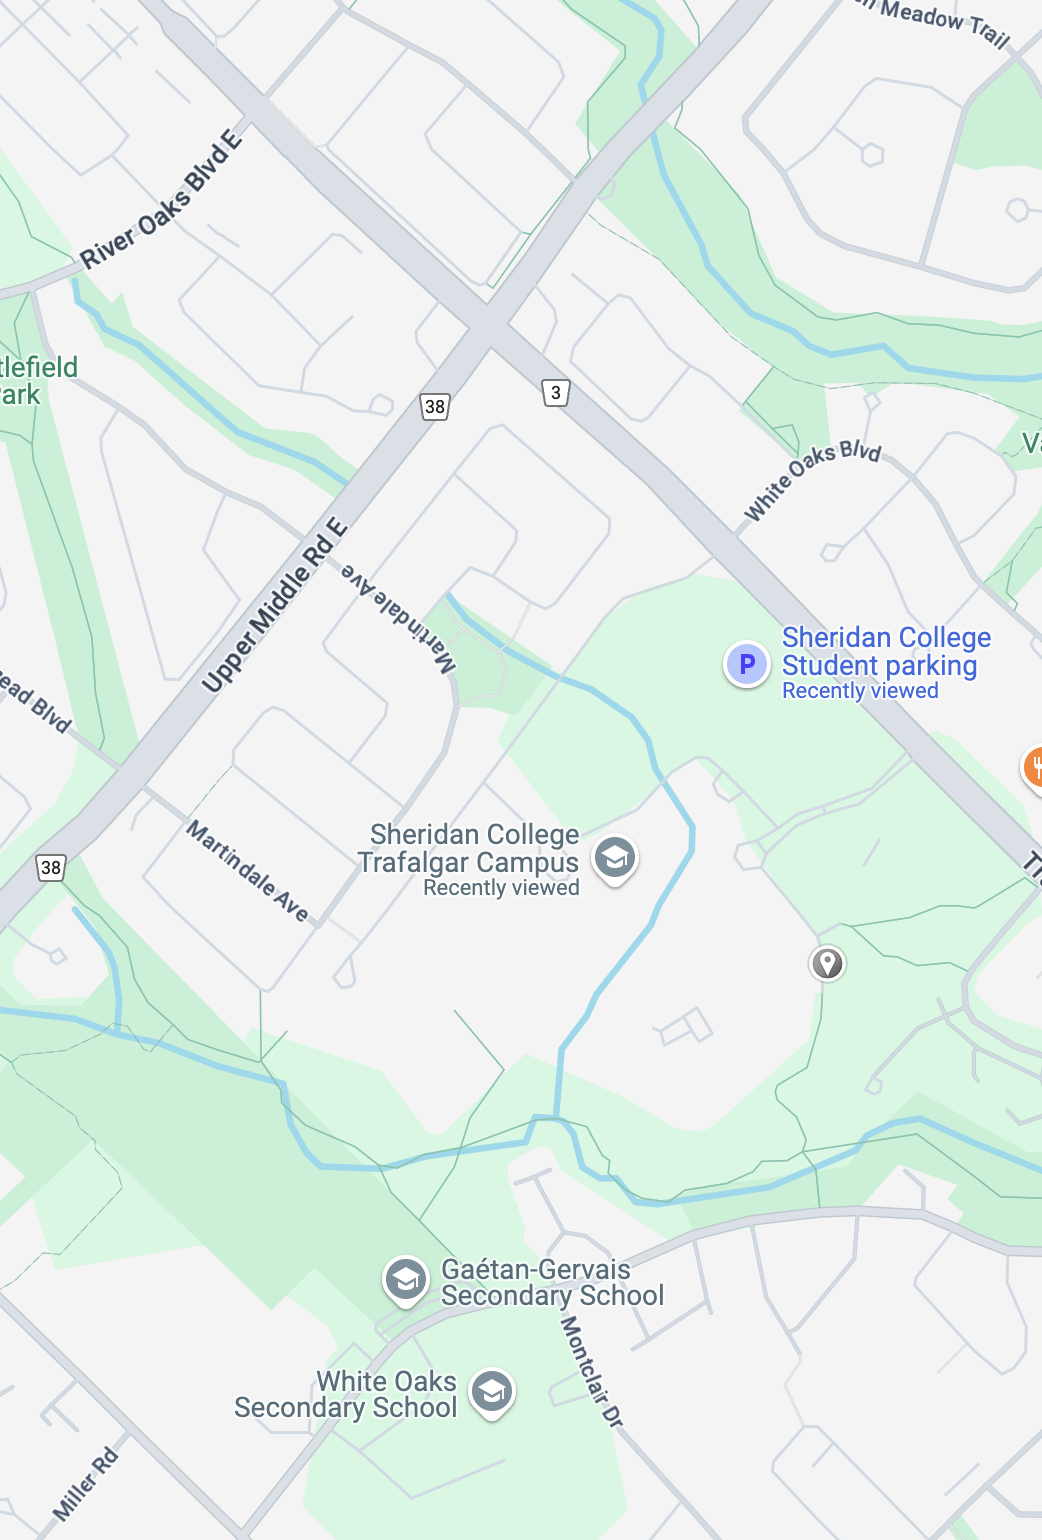 n Meadow Trail
River Oaks Blvd E
tlefield
ark
38
3
White Oaks Blvd
Upper Middle Rd E
Martindale Ave
Sheridan College
Student parking
Recently viewed
P
ead Blvd
Sheridan College
Trafalgar Campus
Recently viewed
Martindale Ave
38
Gaétan-Gervais
Secondary School
White Oaks
Secondary School
Montclair Dr
Miller Rd